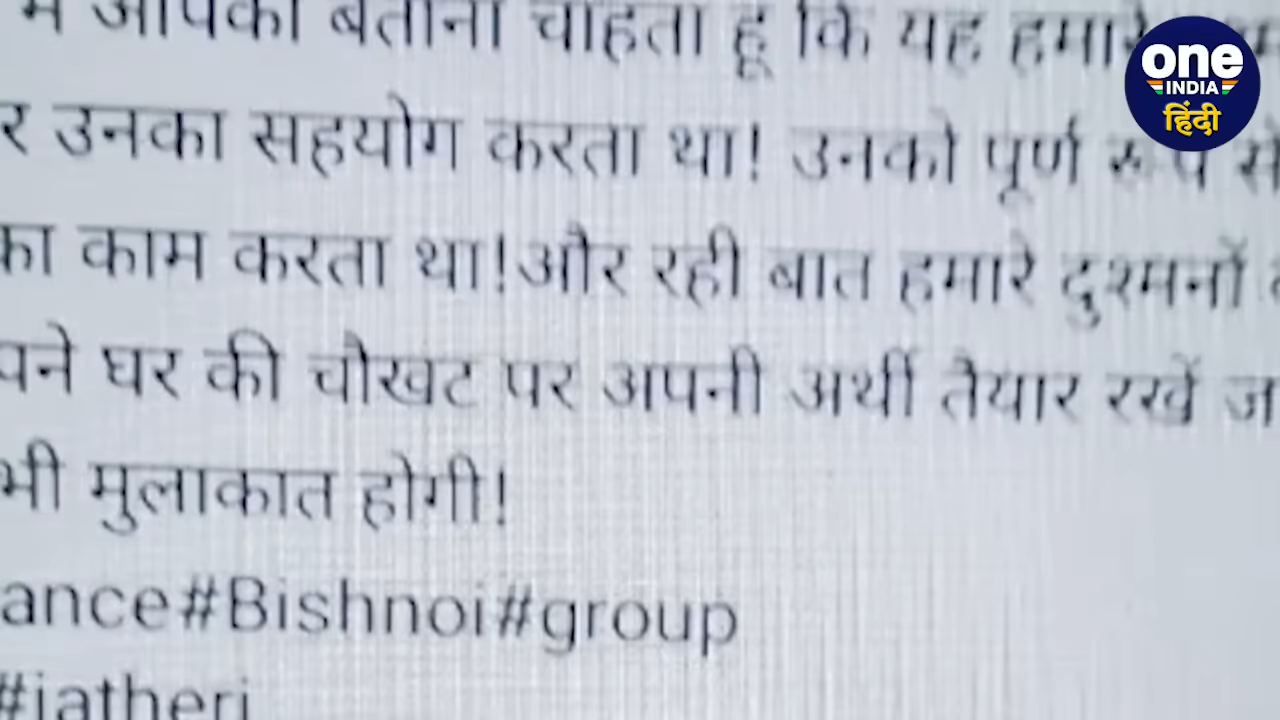 मैं आपको बताना चाहता हूं कि यह हमारे
उनका सहयोग करता था! उनको पूर्ण रूप से
का काम करता था!और रही बात हमारे दुश्मनों
घर की चौखट पर अपनी अर्थी तैयार रखें
भी मुलाकात होगी!
ance#Bishnoi#group
#jatheri
one
INDIA
हिंदी